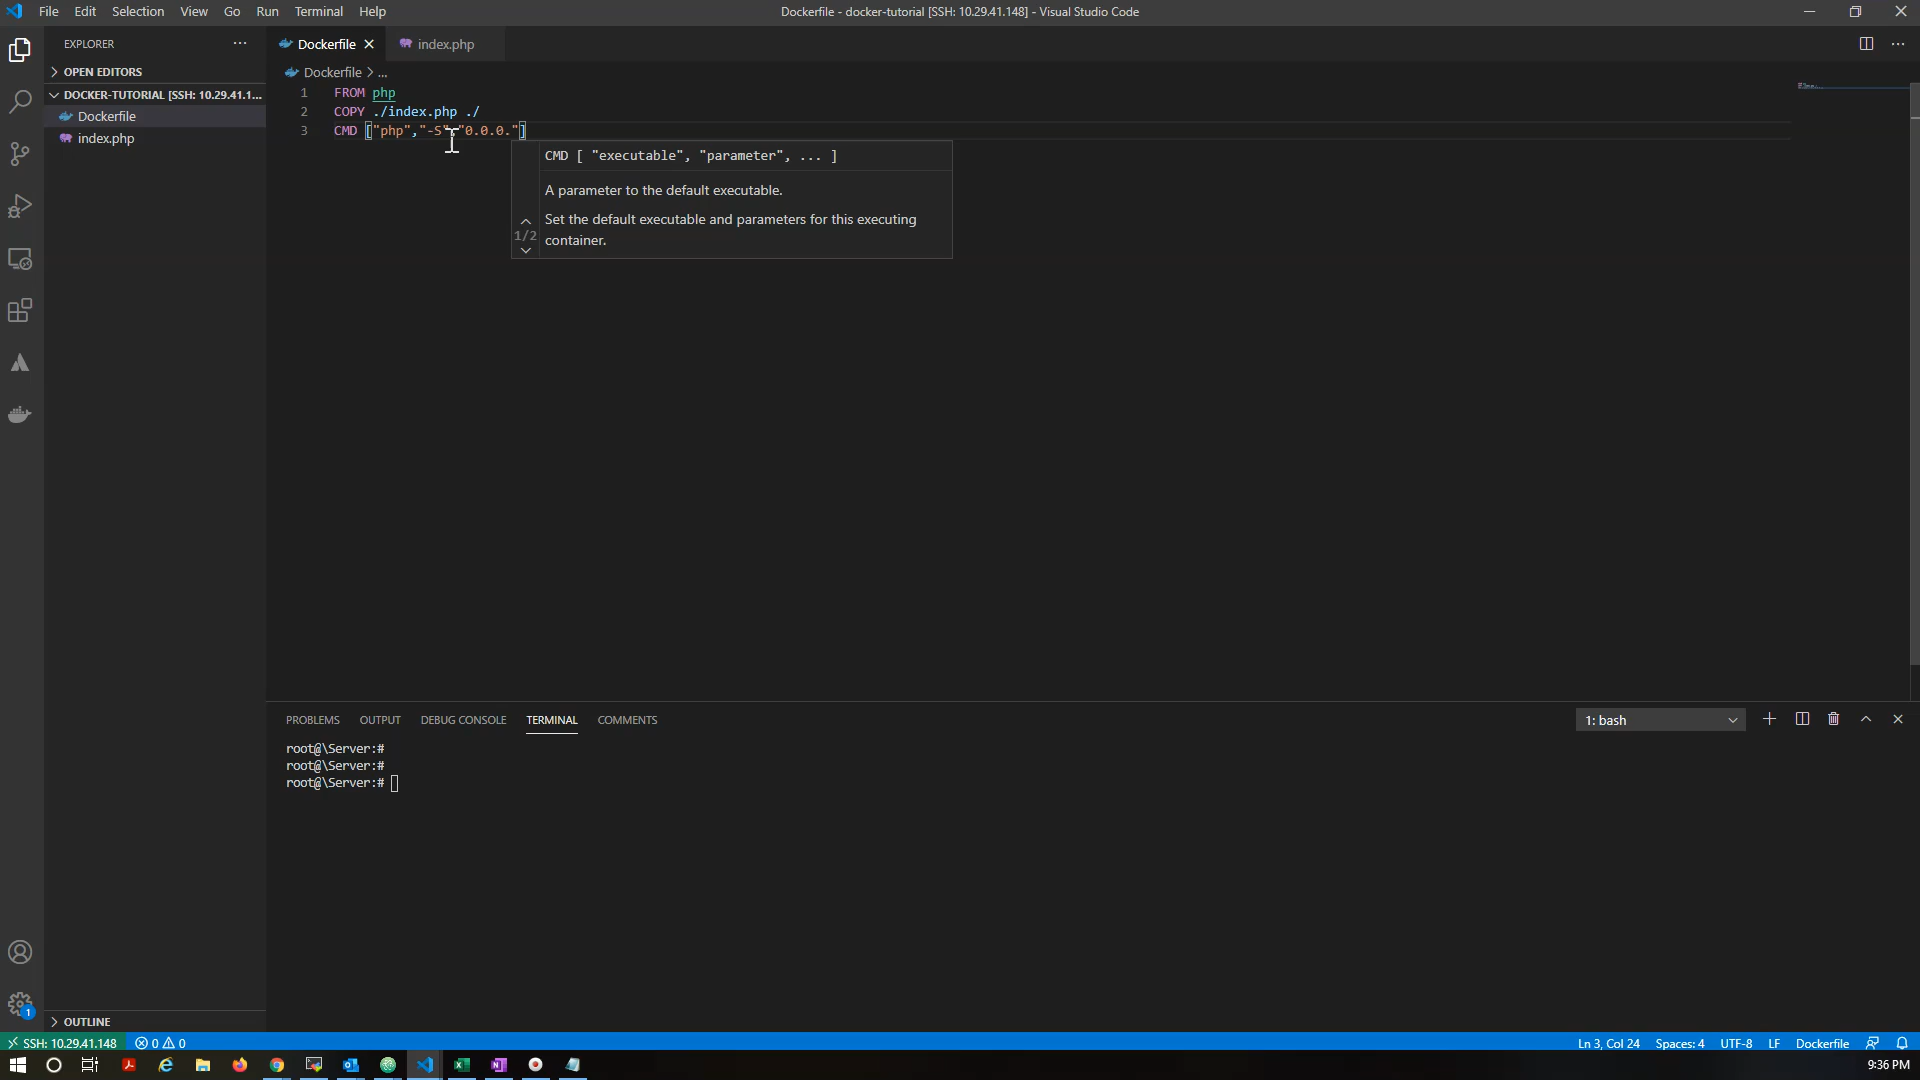 File Edit Selection View Go Run Terminal Help
Dockerfile - docker-tutorial [SSH: 10.29.41.148] - Visual Studio Code
EXPLORER
OPEN EDITORS
DOCKER-TUTORIAL [SSH: 10.29.41.1...
Dockerfile
index.php
OUTLINE
Dockerfile
index.php
Dockerfile > ...
1 FROM php
2 COPY ./index.php ./
3 CMD ["php","-S","0.0.0."]
CMD [ "executable", "parameter", ... ]
A parameter to the default executable.
Set the default executable and parameters for this executing
container.
1/2
PROBLEMS OUTPUT DEBUG CONSOLE TERMINAL COMMENTS
1: bash
root@\Server:#
root@\Server:#
root@\Server:#
1
SSH: 10.29.41.148 0 0
Ln 3, Col 24 Spaces: 4 UTF-8 LF Dockerfile
9:36 PM